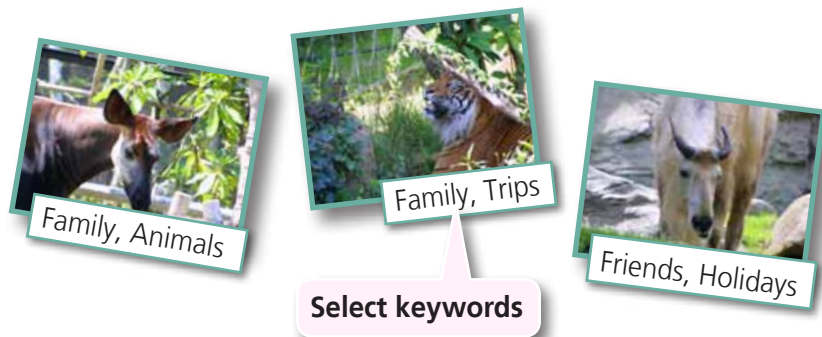 Family, Animals
Family, Trips
Friends, Holidays
Select keywords